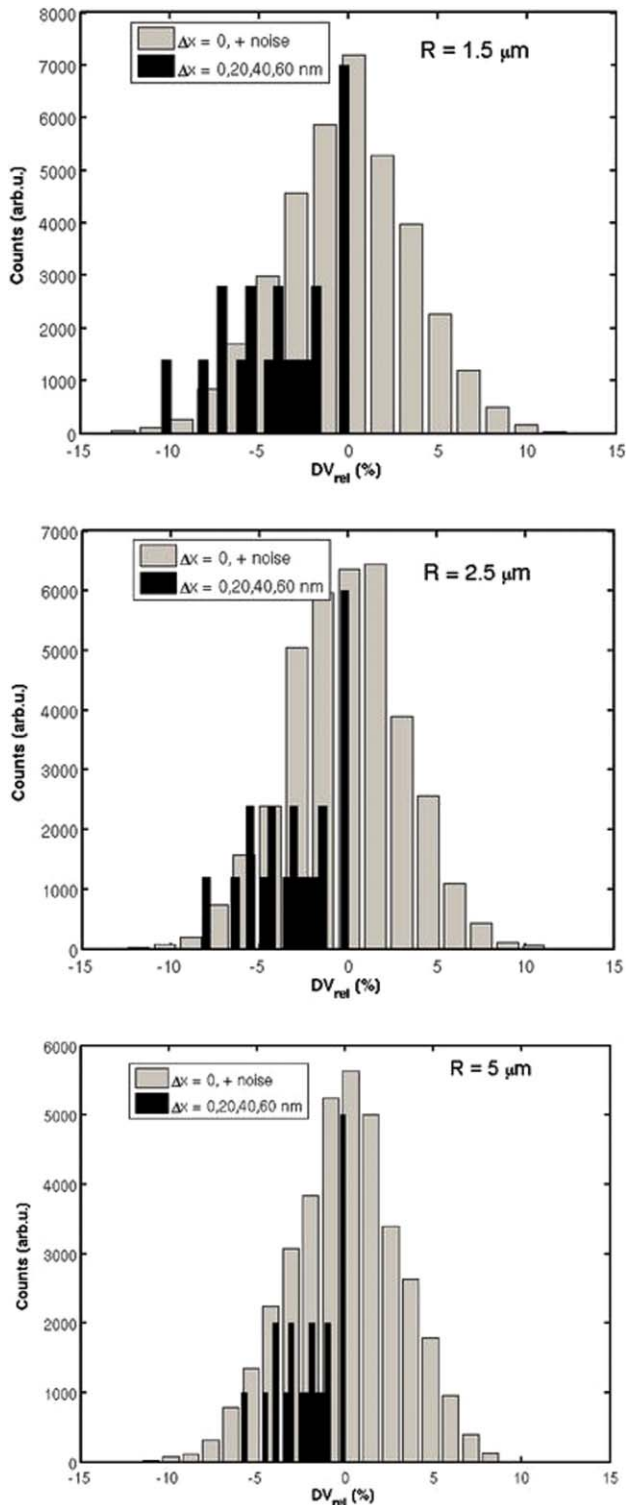 8000
7000
6000
5000
4000
3000
2000
1000
0
Counts (arb.u.)
Δx = 0, + noise
Δx = 0,20,40,60 nm
R = 1.5 μm
-15 -10 -5 0 5 10 15
DVrel (%)
7000
6000
5000
4000
3000
2000
1000
0
Counts (arb.u.)
Δx = 0, + noise
Δx = 0,20,40,60 nm
R = 2.5 μm
-15 -10 -5 0 5 10 15
DVrel (%)
6000
5000
4000
3000
2000
1000
0
Counts (arb.u.)
Δx = 0, + noise
Δx = 0,20,40,60 nm
R = 5 μm
-15 -10 -5 0 5 10 15
DVrel (%)